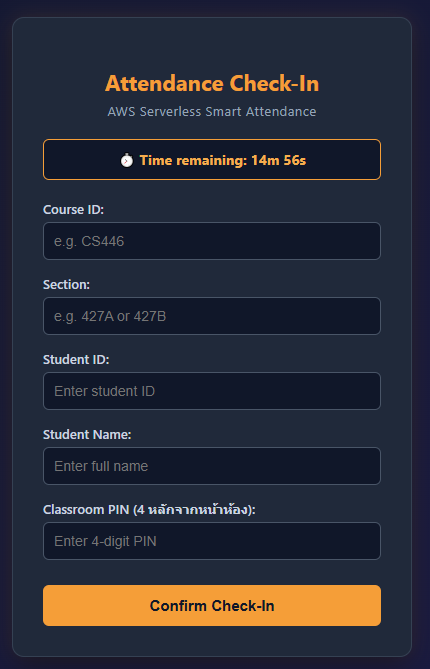 Attendance Check-In
AWS Serverless Smart Attendance
⏱ Time remaining: 14m 56s
Course ID:
e.g. CS446
Section:
e.g. 427A or 427B
Student ID:
Enter student ID
Student Name:
Enter full name
Classroom PIN (4 หลักจากหน้าห้อง):
Enter 4-digit PIN
Confirm Check-In